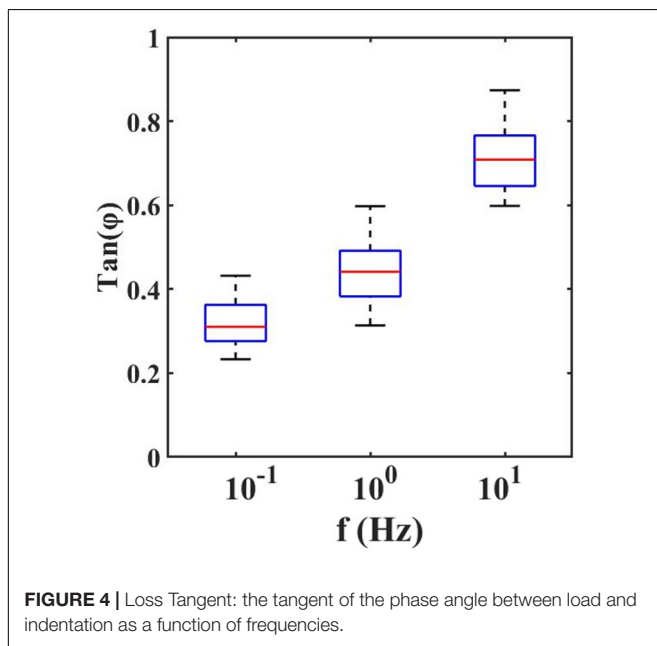 1
0.8
0.6
0.4
0.2
0
Tan(φ)
10⁻¹ 10⁰ 10¹
f (Hz)
FIGURE 4 | Loss Tangent: the tangent of the phase angle between load and
indentation as a function of frequencies.